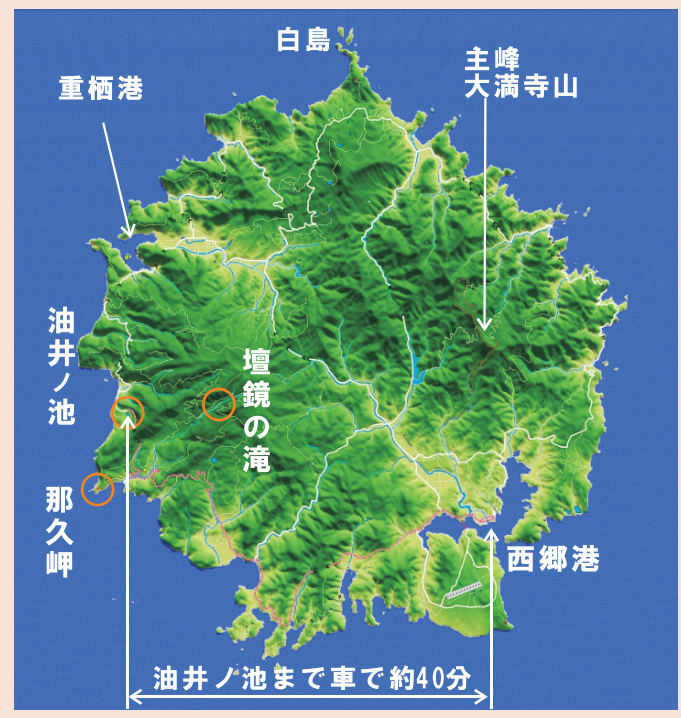 白島
主峰
大満寺山
重栖港
油井ノ池
壇鏡の滝
那久岬
西郷港
油井ノ池まで車で約40分